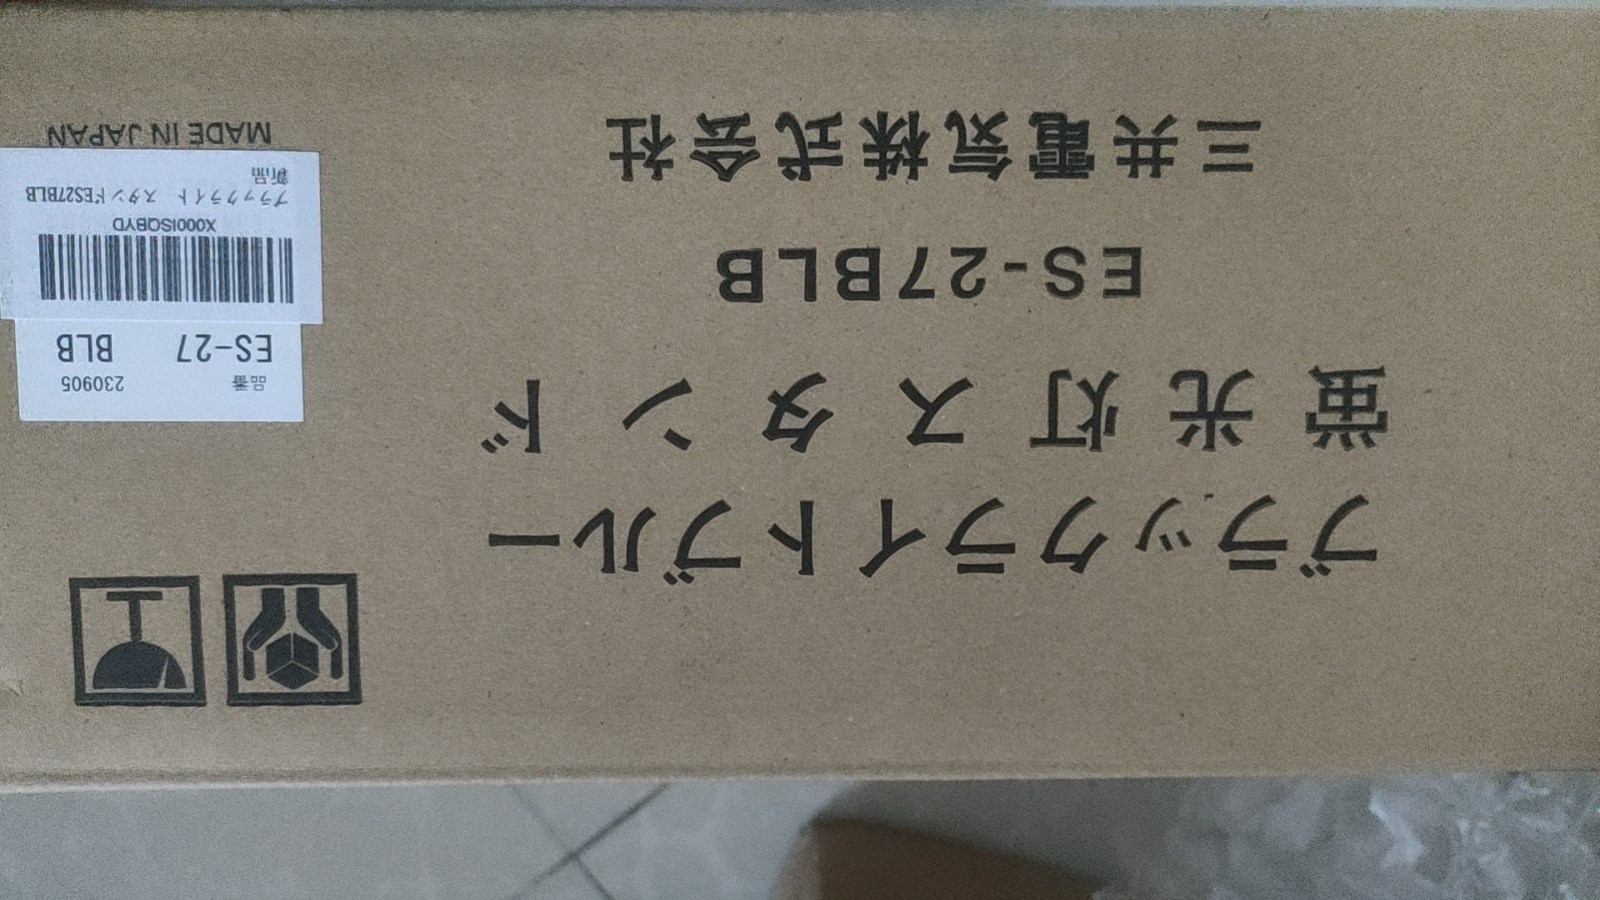 ブラックライトブルー
蛍光灯スタンド
ES-27BLB
三共電気株式会社
品番 230905
ES-27 BLB
X000ISQBYD
ブラックライト スタンドES27BLB
新品
MADE IN JAPAN